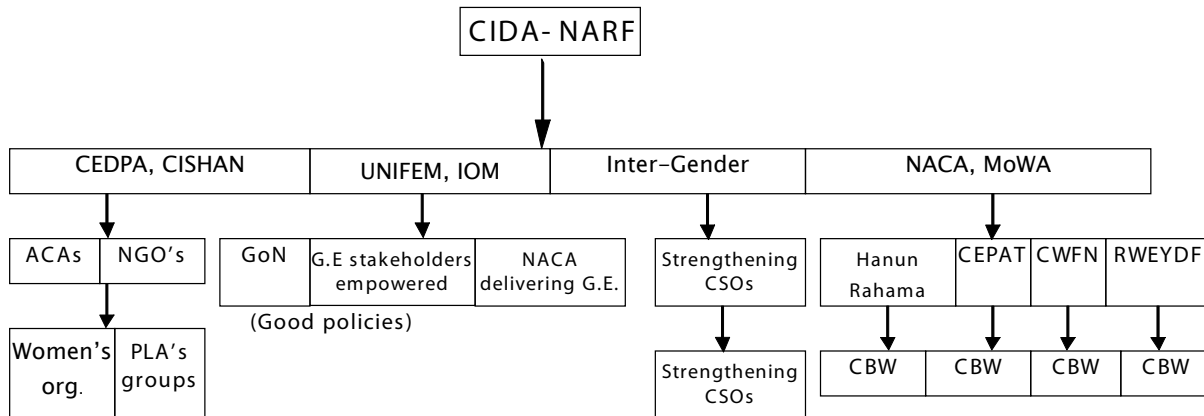 CIDA- NARF
CEDPA, CISHAN
UNIFEM, IOM
Inter-Gender
NACA, MoWA
ACAs
NGO's
GoN
G.E stakeholders
empowered
NACA
delivering G.E.
(Good policies)
Strengthening
CSOs
Hanun
Rahama
CEPAT
CWFN
RWEYDF
Women's
org.
PLA's
groups
Strengthening
CSOs
CBW
CBW
CBW
CBW